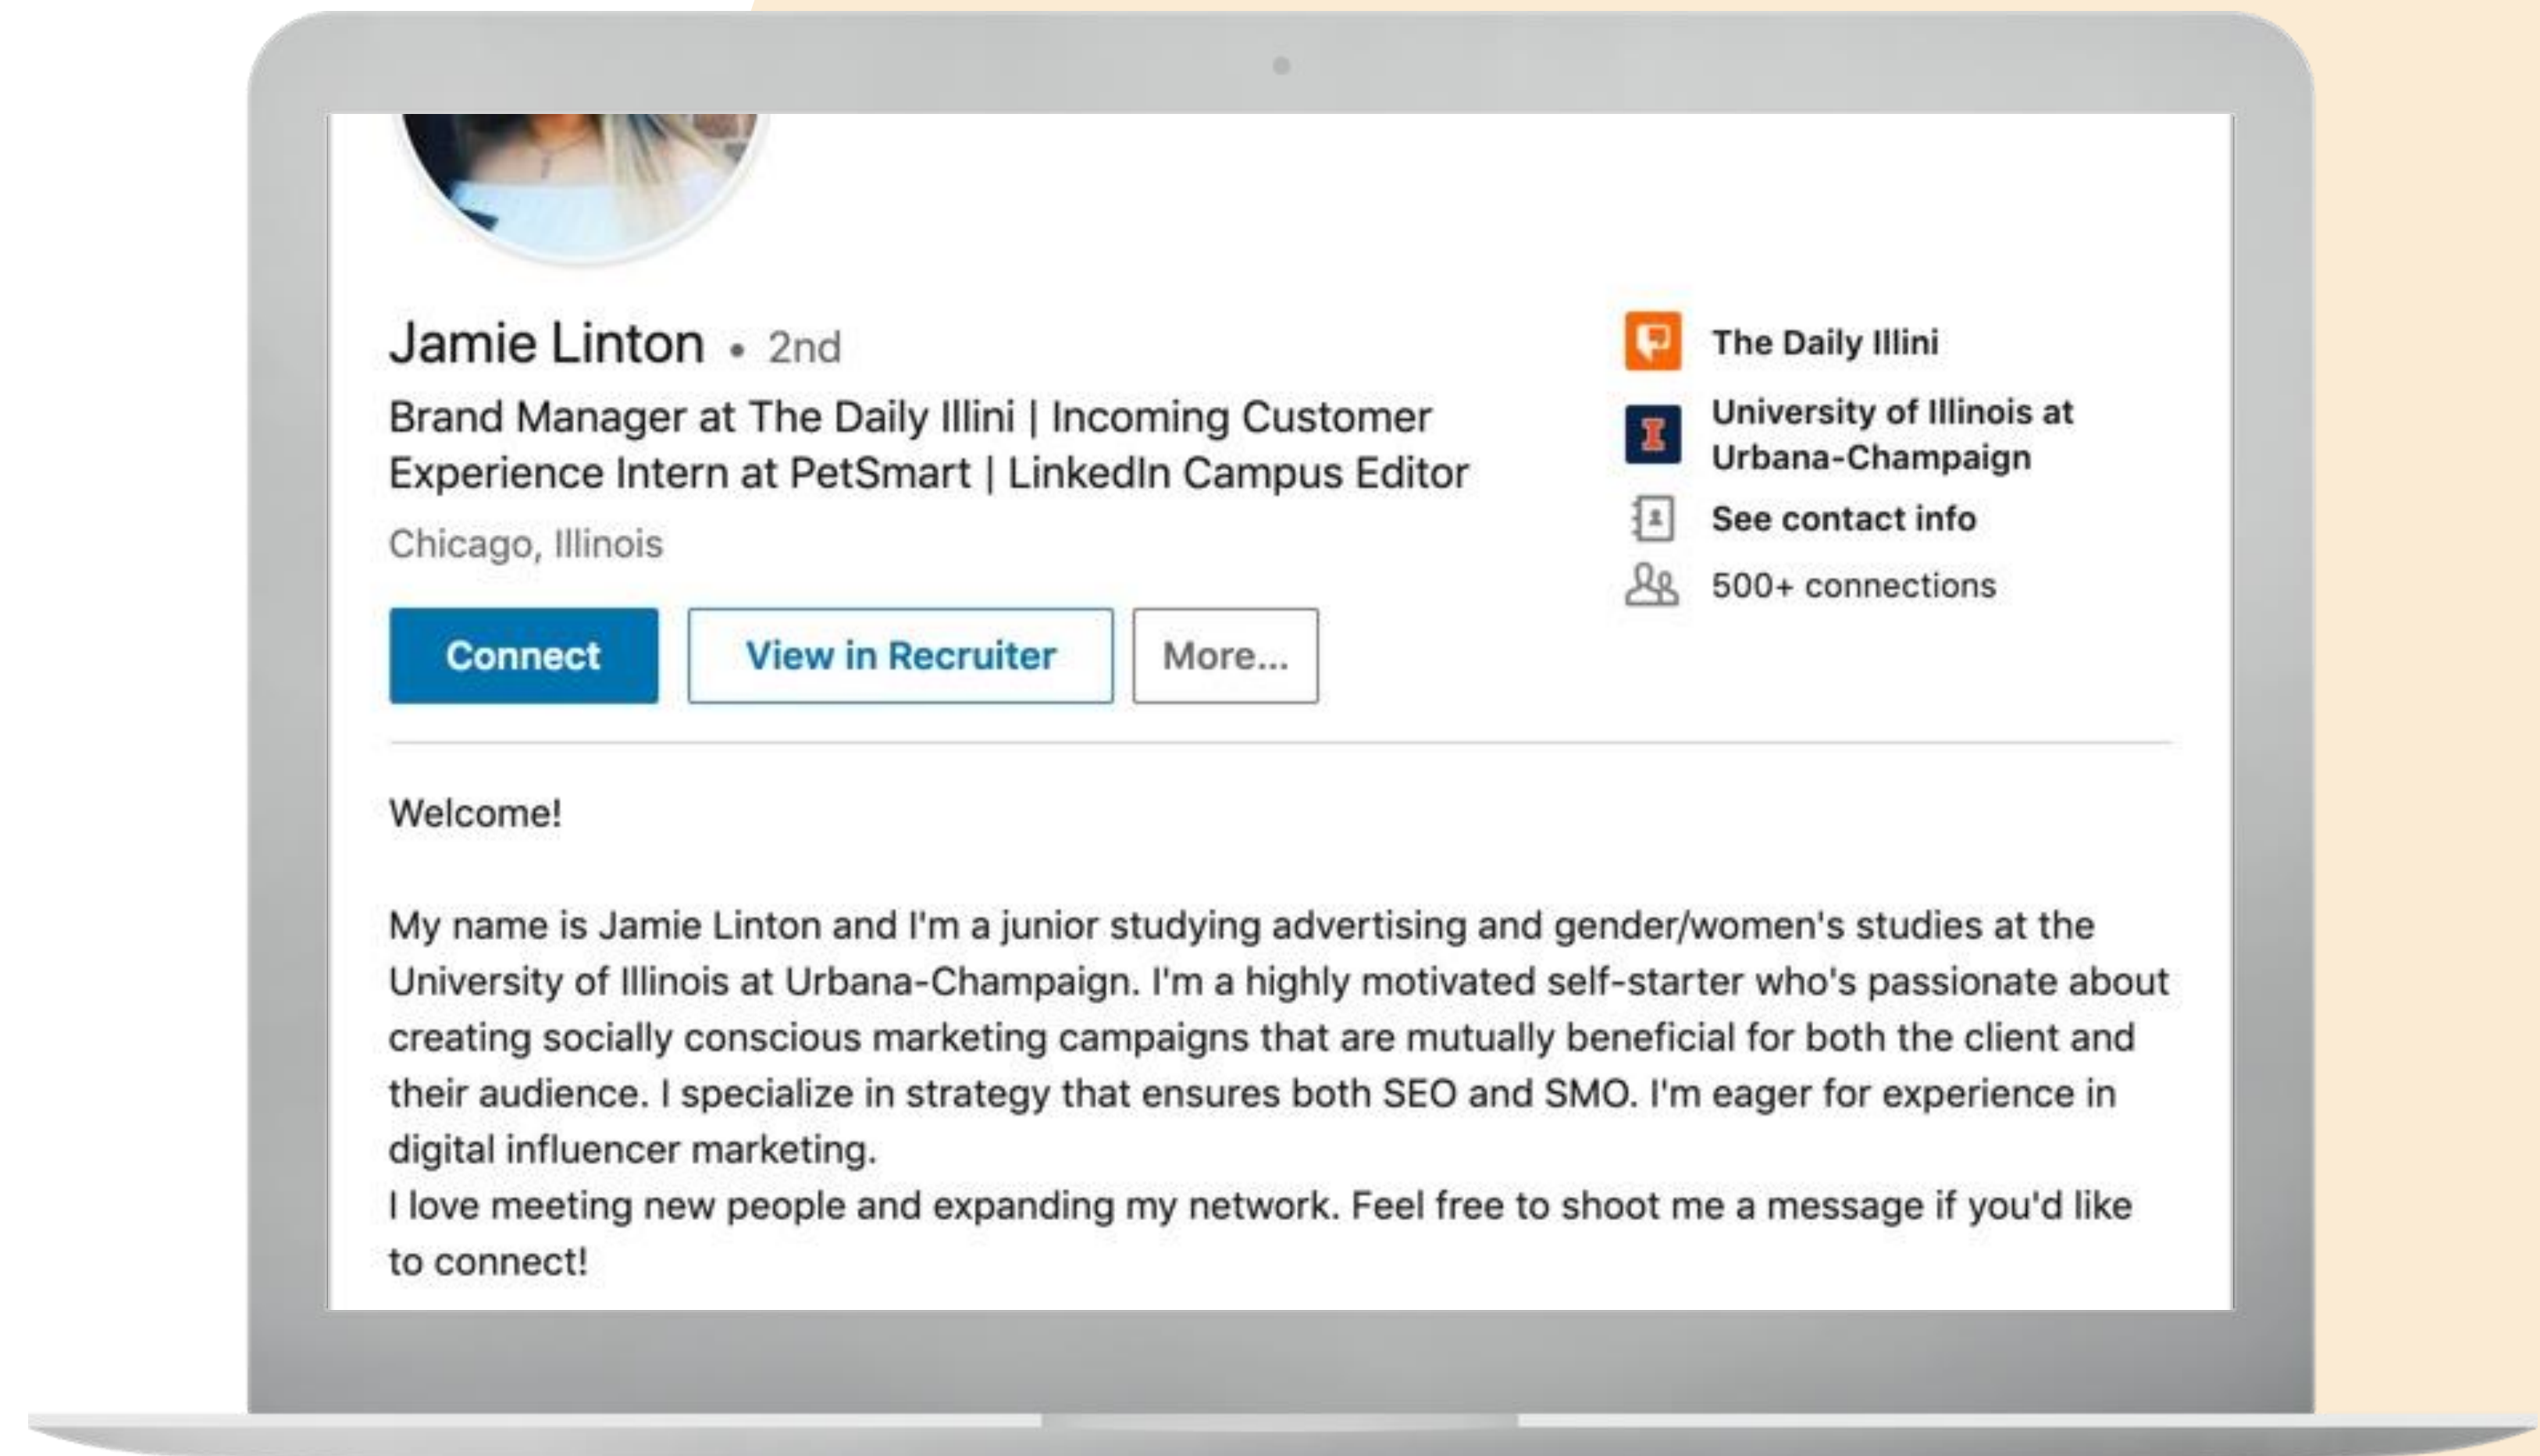 Jamie Linton • 2nd
Brand Manager at The Daily Illini | Incoming Customer
Experience Intern at PetSmart | LinkedIn Campus Editor
Chicago, Illinois
Connect
View in Recruiter
More...
The Daily Illini
University of Illinois at
Urbana-Champaign
See contact info
500+ connections
Welcome!
My name is Jamie Linton and I'm a junior studying advertising and gender/women's studies at the
University of Illinois at Urbana-Champaign. I'm a highly motivated self-starter who's passionate about
creating socially conscious marketing campaigns that are mutually beneficial for both the client and
their audience. I specialize in strategy that ensures both SEO and SMO. I'm eager for experience in
digital influencer marketing.
I love meeting new people and expanding my network. Feel free to shoot me a message if you'd like
to connect!